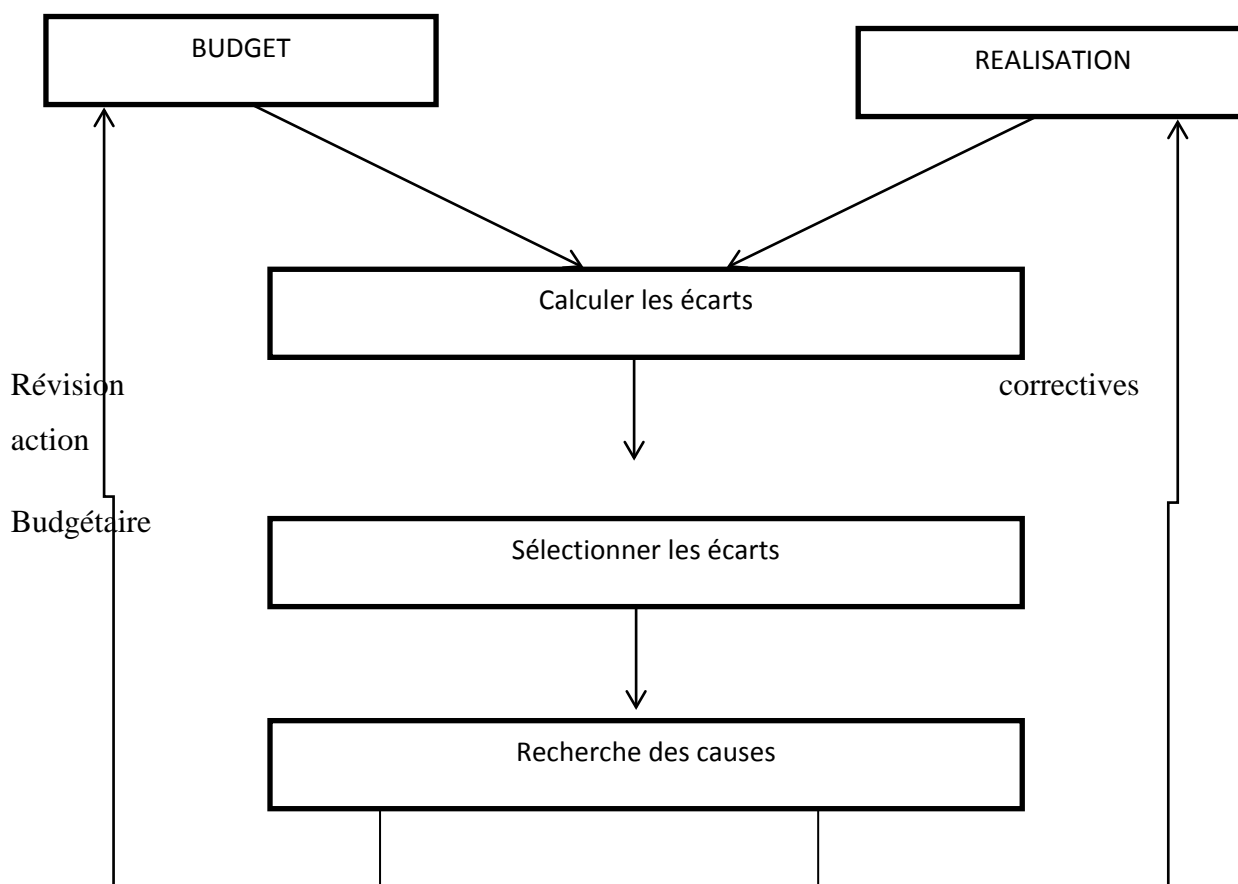 BUDGET
REALISATION
Calculer les écarts
Révision correctives
action
Budgétaire
Sélectionner les écarts
Recherche des causes